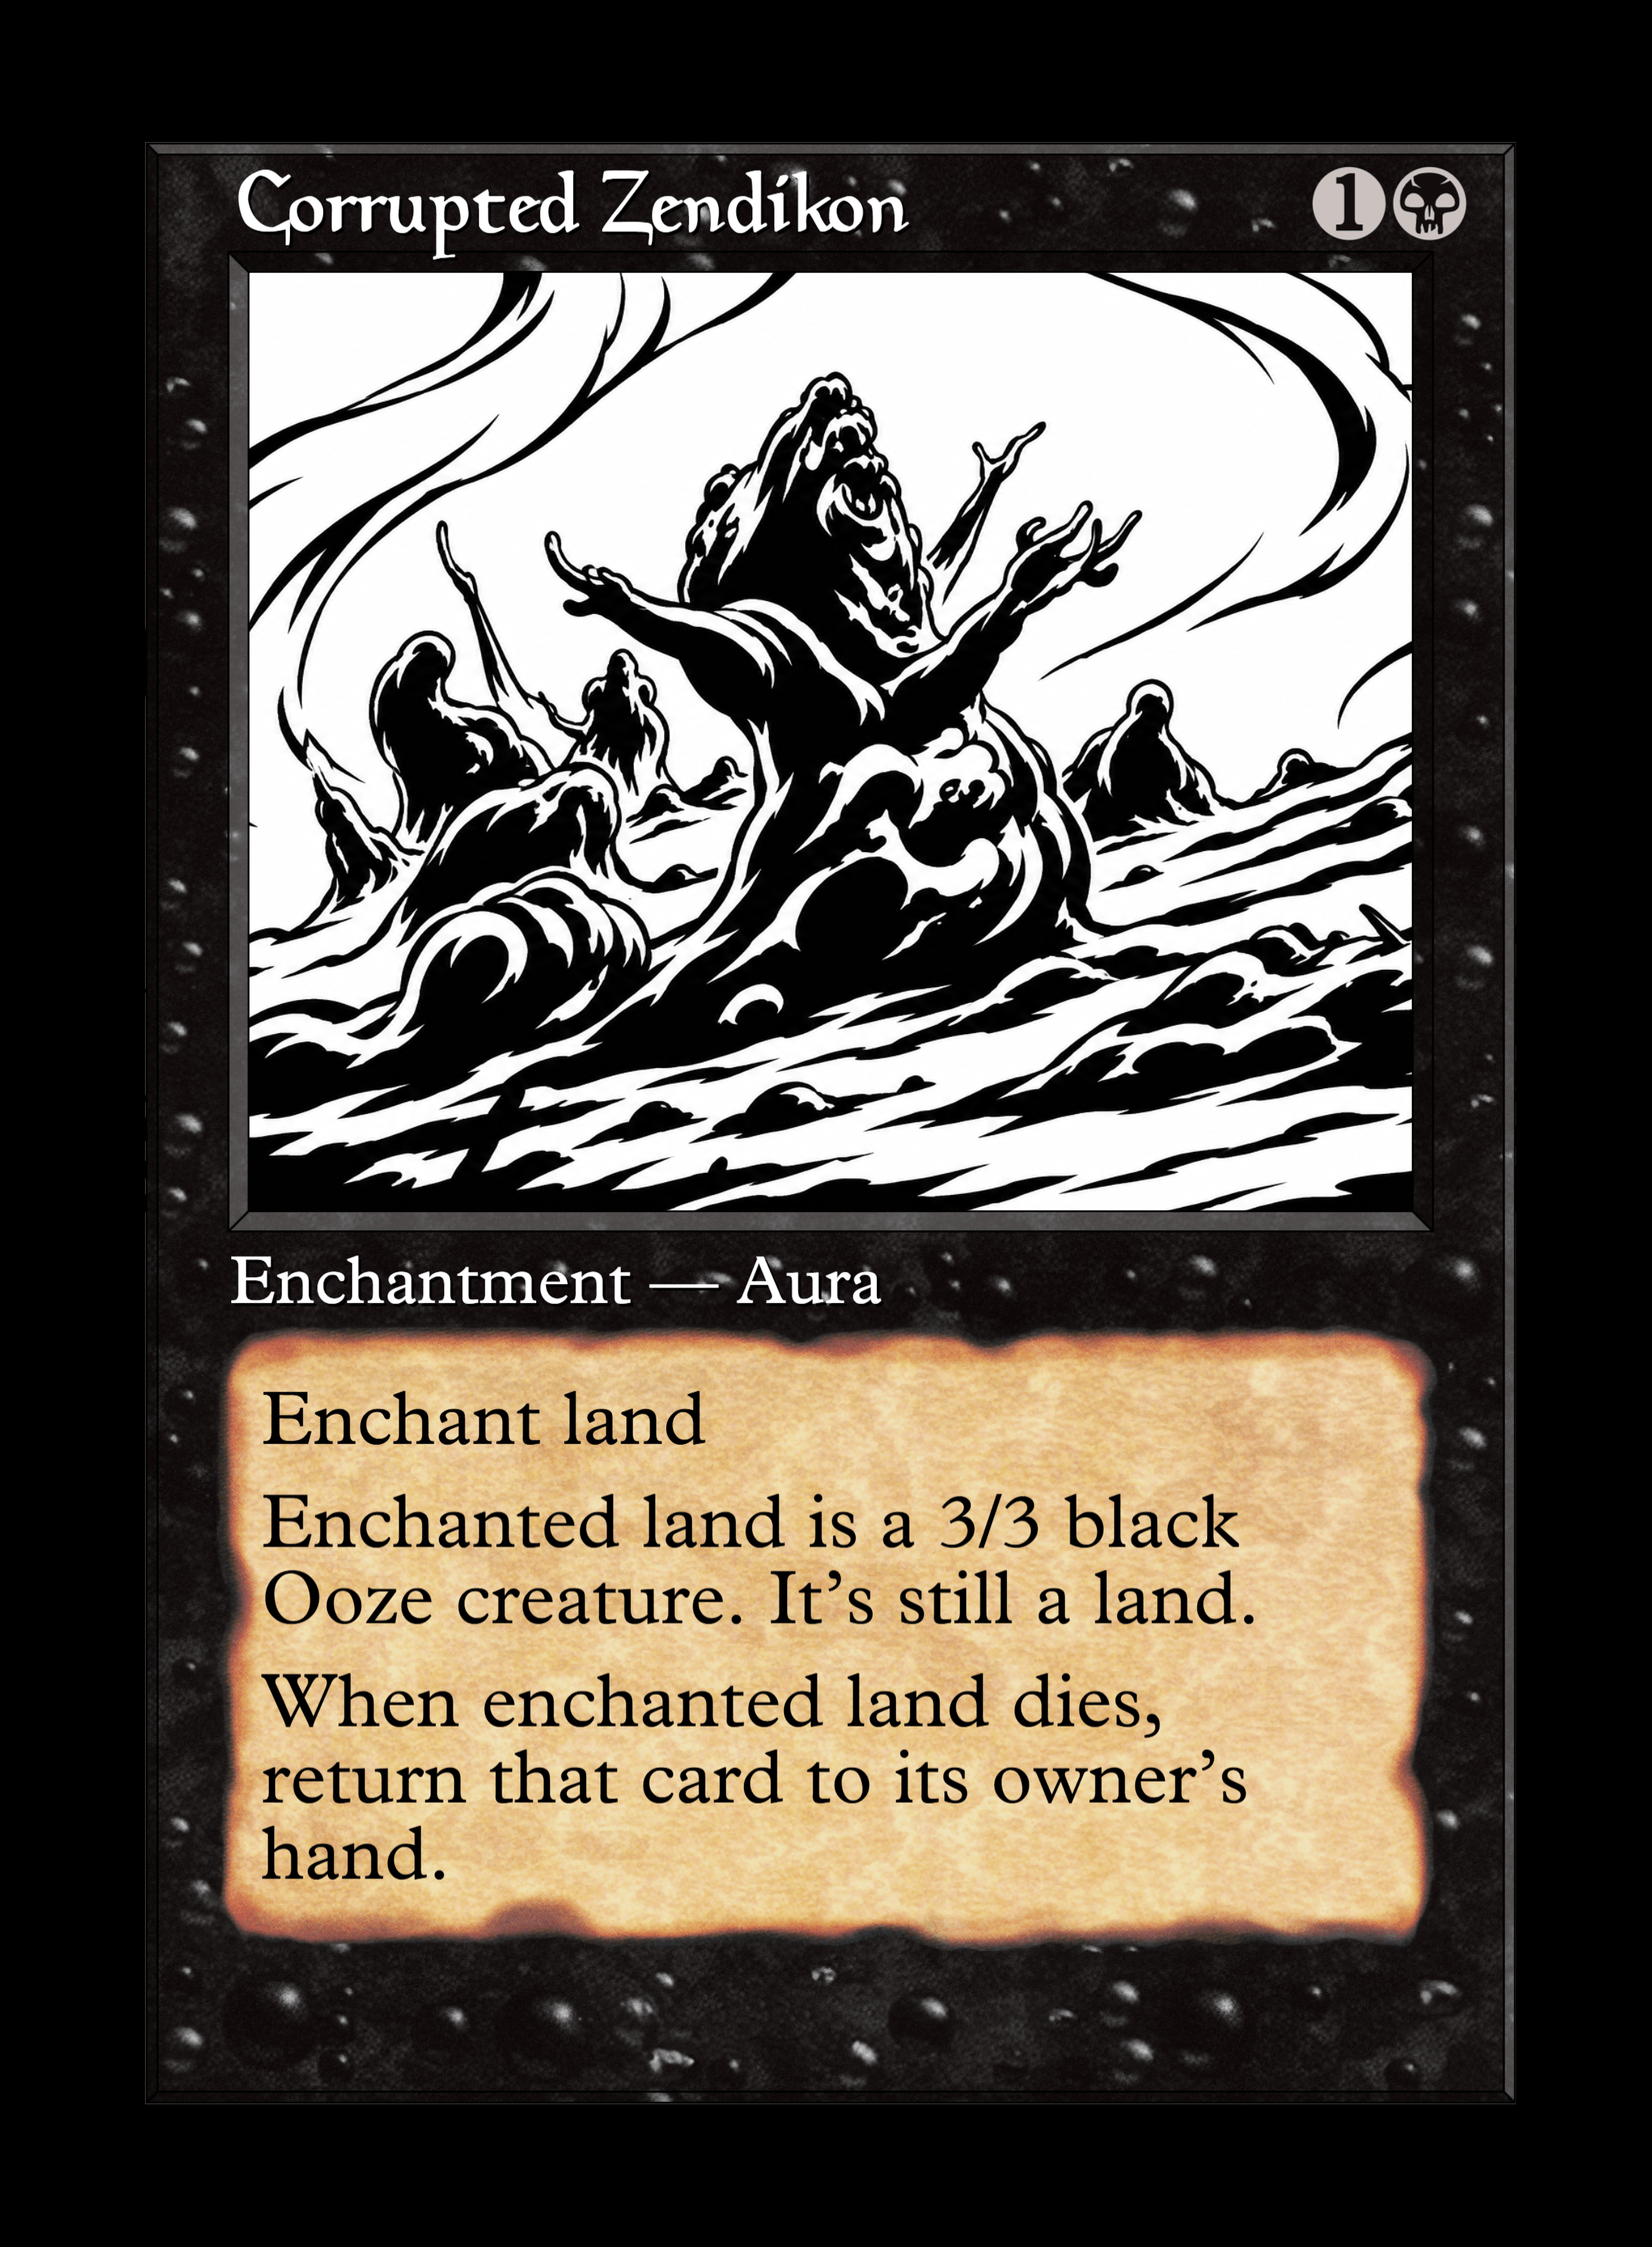 Corrupted Zendikon 1
Enchantment — Aura
Enchant land
Enchanted land is a 3/3 black
Ooze creature. It’s still a land.
When enchanted land dies,
return that card to its owner’s
hand.